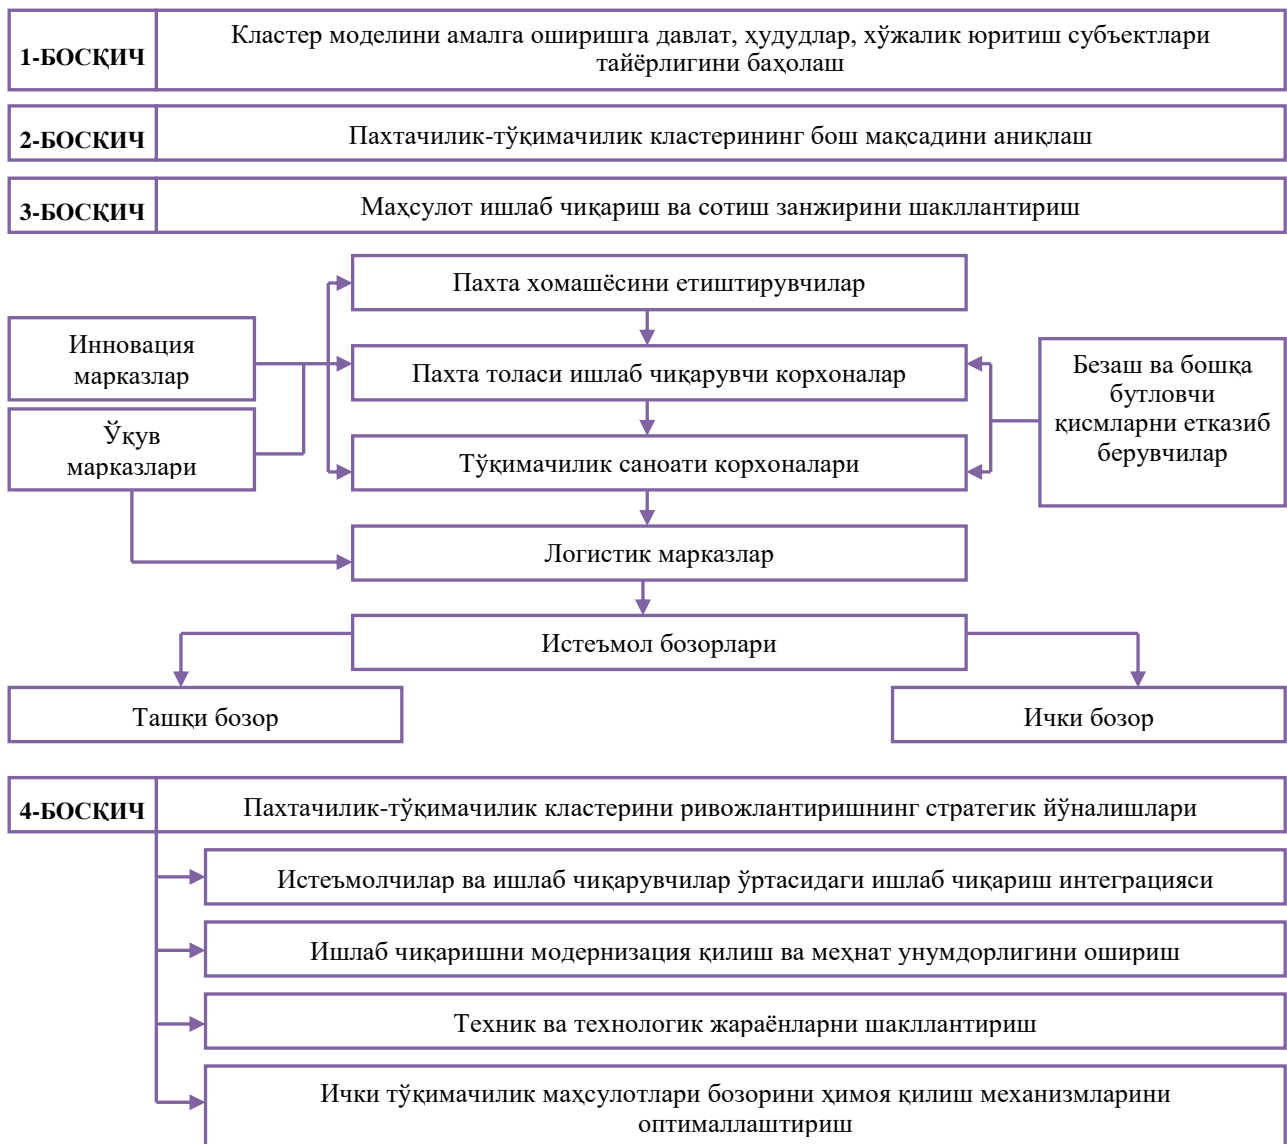 1-БОСҚИЧ
Кластер моделини амалга оширишга давлат, ҳудудлар, хўжалик юритиш субъектлари
тайёрлигини баҳолаш
2-БОСҚИЧ
Пахтачилик-тўқимачилик кластерининг бош мақсадини аниқлаш
3-БОСҚИЧ
Маҳсулот ишлаб чиқариш ва сотиш занжирини шакллантириш
Пахта хомашёсини етиштирувчилар
Инновация
марказлар
Пахта толаси ишлаб чиқарувчи корхоналар
Безаш ва бошқа
бутловчи
қисмларни етказиб
берувчилар
Ўқув
марказлари
Тўқимачилик саноати корхоналари
Логистик марказлар
Истеъмол бозорлари
Ташқи бозор
Ички бозор
4-БОСҚИЧ
Пахтачилик-тўқимачилик кластерини ривожлантиришнинг стратегик йўналишлари
Истеъмолчилар ва ишлаб чиқарувчилар ўртасидаги ишлаб чиқариш интеграцияси
Ишлаб чиқаришни модернизация қилиш ва меҳнат унумдорлигини ошириш
Техник ва технологик жараёнларни шакллантириш
Ички тўқимачилик маҳсулотлари бозорини ҳимоя қилиш механизмларини
оптималлаштириш